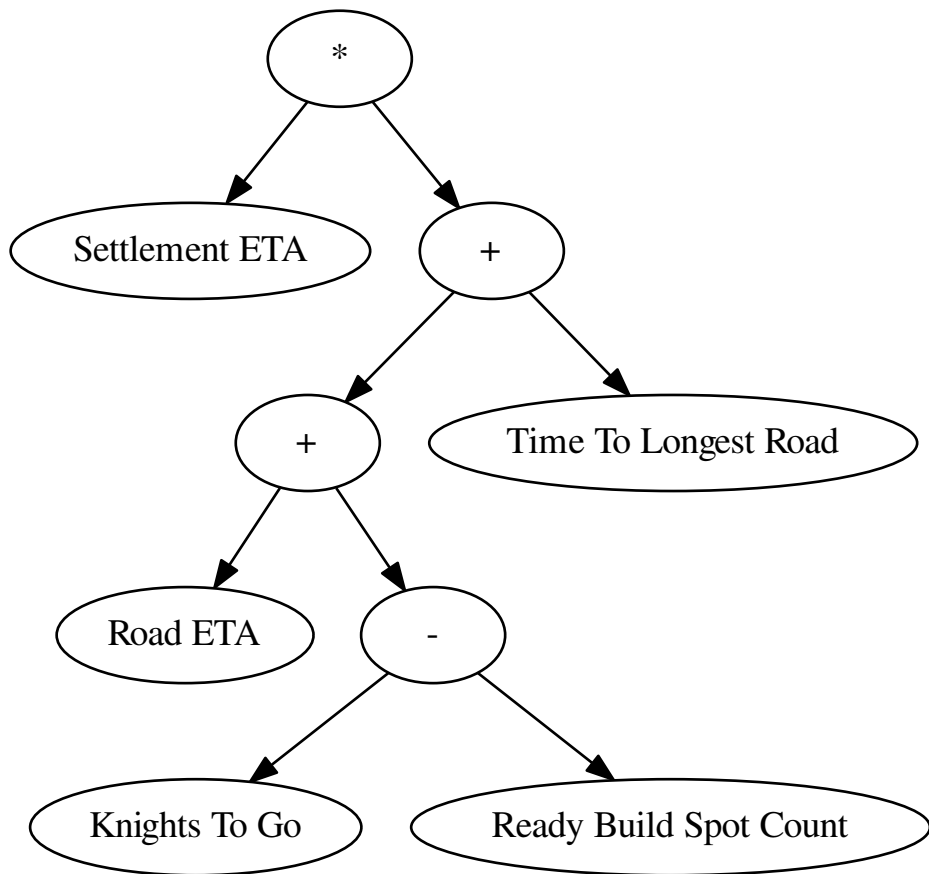 *
Settlement ETA
+
+
Time To Longest Road
Road ETA
-
Knights To Go
Ready Build Spot Count